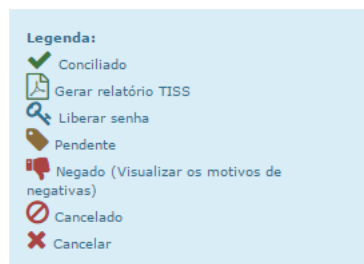 Legenda:
Conciliado
Gerar relatório TISS
Liberar senha
Pendente
Negado (Visualizar os motivos de
negativas)
Cancelado
Cancelar